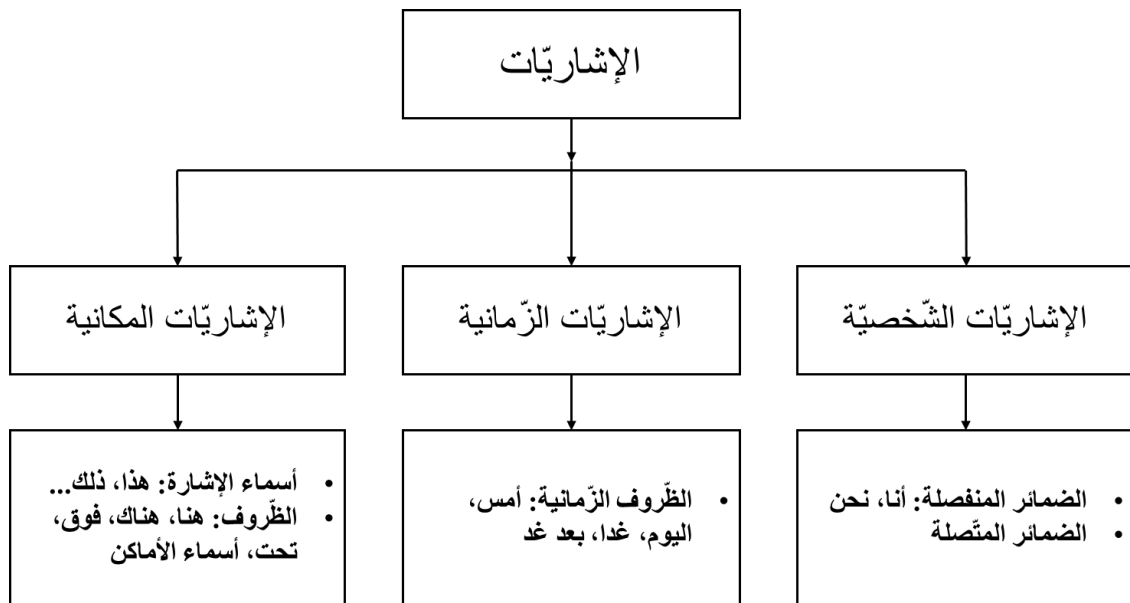 الإشاريّات
الإشاريّات الشّخصيّة
الإشاريّات الزّمانية
الإشاريّات المكانية
• الضمائر المنفصلة: أنا، نحن
• الضمائر المتّصلة
• الظّروف الزّمانية: أمس،
اليوم، غدا، بعد غد
• أسماء الإشارة: هذا، ذلك...
• الظّروف: هنا، هناك، فوق،
تحت، أسماء الأماكن